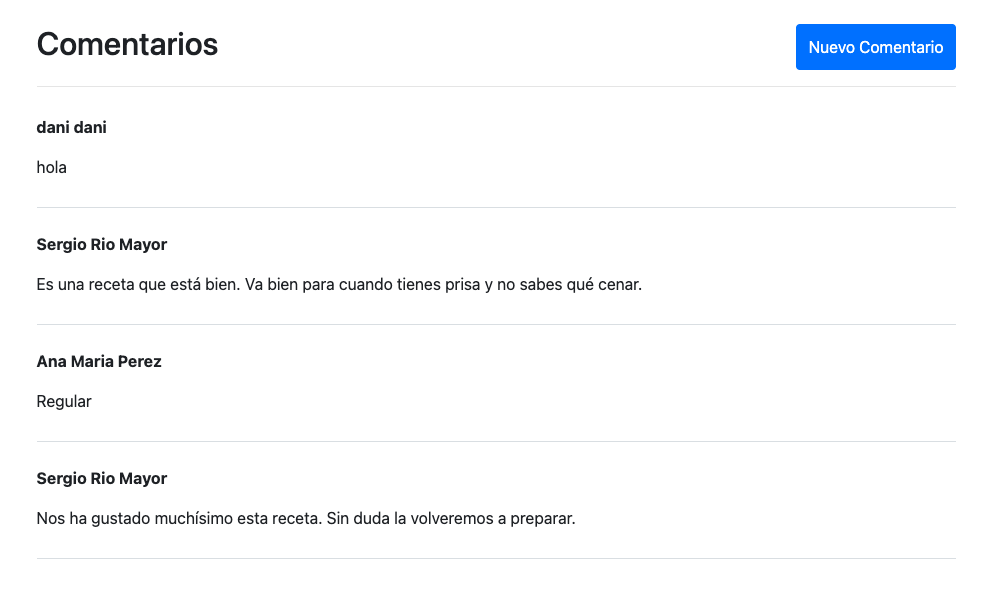 Comentarios
Nuevo Comentario
dani dani
hola
Sergio Rio Mayor
Es una receta que está bien. Va bien para cuando tienes prisa y no sabes qué cenar.
Ana Maria Perez
Regular
Sergio Rio Mayor
Nos ha gustado muchísimo esta receta. Sin duda la volveremos a preparar.